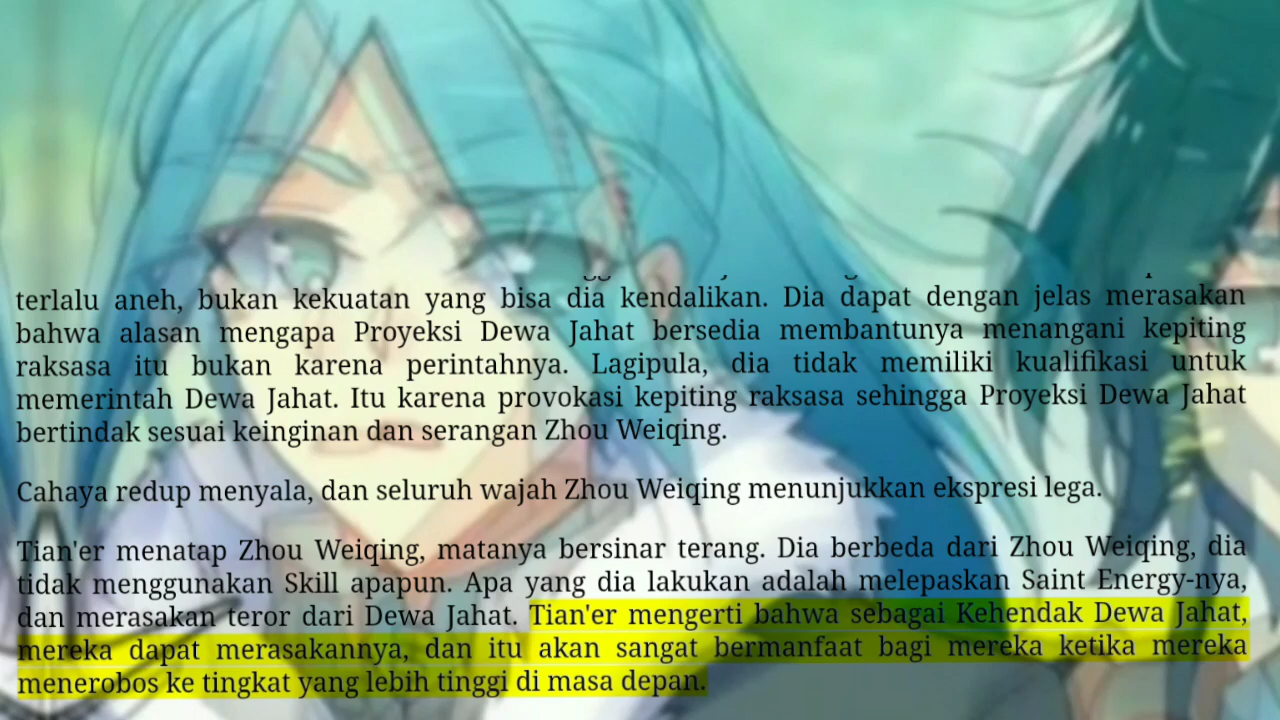 terlalu aneh, bukan kekuatan yang bisa dia kendalikan. Dia dapat dengan jelas merasakan
bahwa alasan mengapa Proyeksi Dewa Jahat bersedia membantunya menangani kepiting
raksasa itu bukan karena perintahnya. Lagipula, dia tidak memiliki kualifikasi untuk
memerintah Dewa Jahat. Itu karena provokasi kepiting raksasa sehingga Proyeksi Dewa Jahat
bertindak sesuai keinginan dan serangan Zhou Weiqing.
Cahaya redup menyala, dan seluruh wajah Zhou Weiqing menunjukkan ekspresi lega.
Tian'er menatap Zhou Weiqing, matanya bersinar terang. Dia berbeda dari Zhou Weiqing, dia
tidak menggunakan Skill apapun. Apa yang dia lakukan adalah melepaskan Saint Energy-nya,
dan merasakan teror dari Dewa Jahat. Tian'er mengerti bahwa sebagai Kehendak Dewa Jahat,
mereka dapat merasakannya, dan itu akan sangat bermanfaat bagi mereka ketika mereka
menerobos ke tingkat yang lebih tinggi di masa depan.